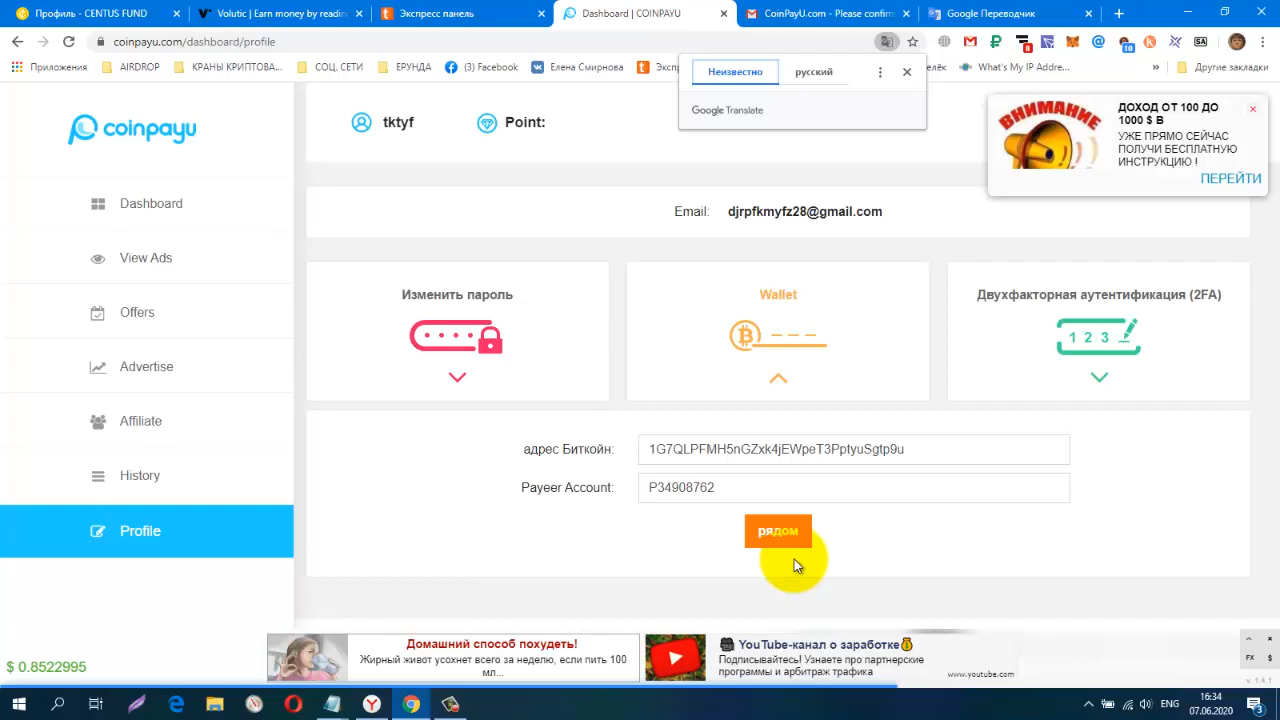 Профиль - CENTUS FUND
Volutic | Earn money by reading
Экспресс панель
Dashboard | COINPAYU
CoinPayU.com - Please confirm
Google Переводчик
coinpayu.com/dashboard/profile
Приложения
AIRDROP
КРАНЫ КРИПТОВА...
СОЦ. СЕТИ
ЕРУНДА
(3) Facebook
Елена Смирнова
What's My IP Addre...
Другие закладки
Неизвестно
русский
Google Translate
ДОХОД ОТ 100 ДО
1000 $ В
УЖЕ ПРЯМО СЕЙЧАС
ПОЛУЧИ БЕСПЛАТНУЮ
ИНСТРУКЦИЮ !
ПЕРЕЙТИ
ВНИМАНИЕ
coinpayu
tktyf
Point:
Email: djrpfkmyfz28@gmail.com
Dashboard
View Ads
Offers
Advertise
Affiliate
History
Profile
Изменить пароль
Wallet
Двухфакторная аутентификация (2FA)
1 2 3
адрес Биткойн: 1G7QLPFMH5nGZxk4jEWpeT3PptyuSgtp9u
Payeer Account: P34908762
рядом
$ 0.8522995
Домашний способ похудеть!
Жирный живот усохнет всего за неделю, если пить 100
мл...
YouTube-канал о заработке
Подписывайтесь! Узнаете про партнерские
программы и арбитраж трафика
www.youtube.com
FX $
v. 1.4.1
ENG
16:34
07.06.2020